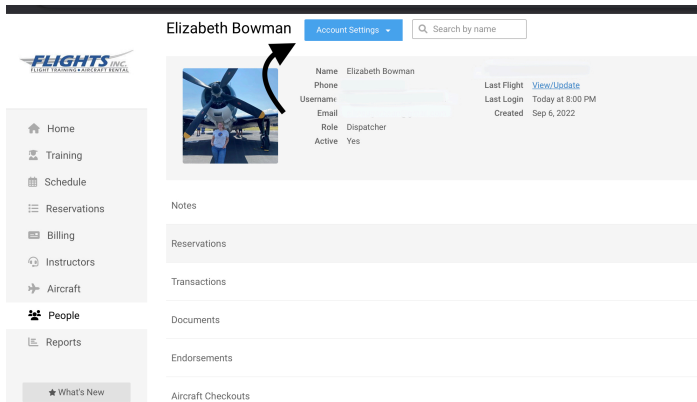 Elizabeth Bowman
Account Settings
Search by name
FLIGHTS INC.
FLIGHT TRAINING • AIRCRAFT RENTAL
Home
Training
Schedule
Reservations
Billing
Instructors
Aircraft
People
Reports
What's New
Name Elizabeth Bowman
Phone
Username
Email
Role Dispatcher
Active Yes
Last Flight View/Update
Last Login Today at 8:00 PM
Created Sep 6, 2022
Notes
Reservations
Transactions
Documents
Endorsements
Aircraft Checkouts